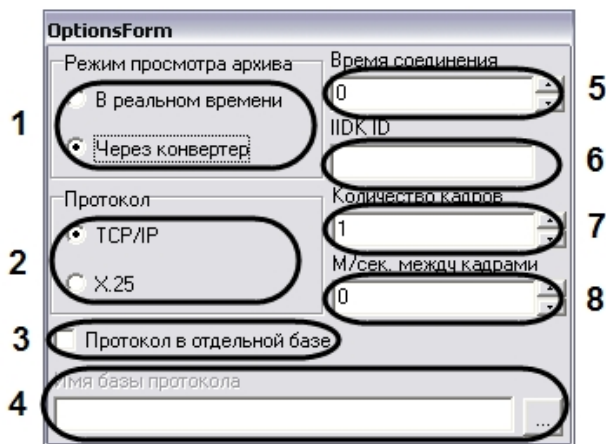 OptionsForm
Режим просмотра архива
В реальном времени
Через конвертер
1
Протокол
TCP/IP
X.25
2
Протокол в отдельной базе
3
Имя базы протокола
...
4
Время соединения
0
5
IIDK ID
6
Количество кадров
1
7
М/сек. между кадрами
0
8